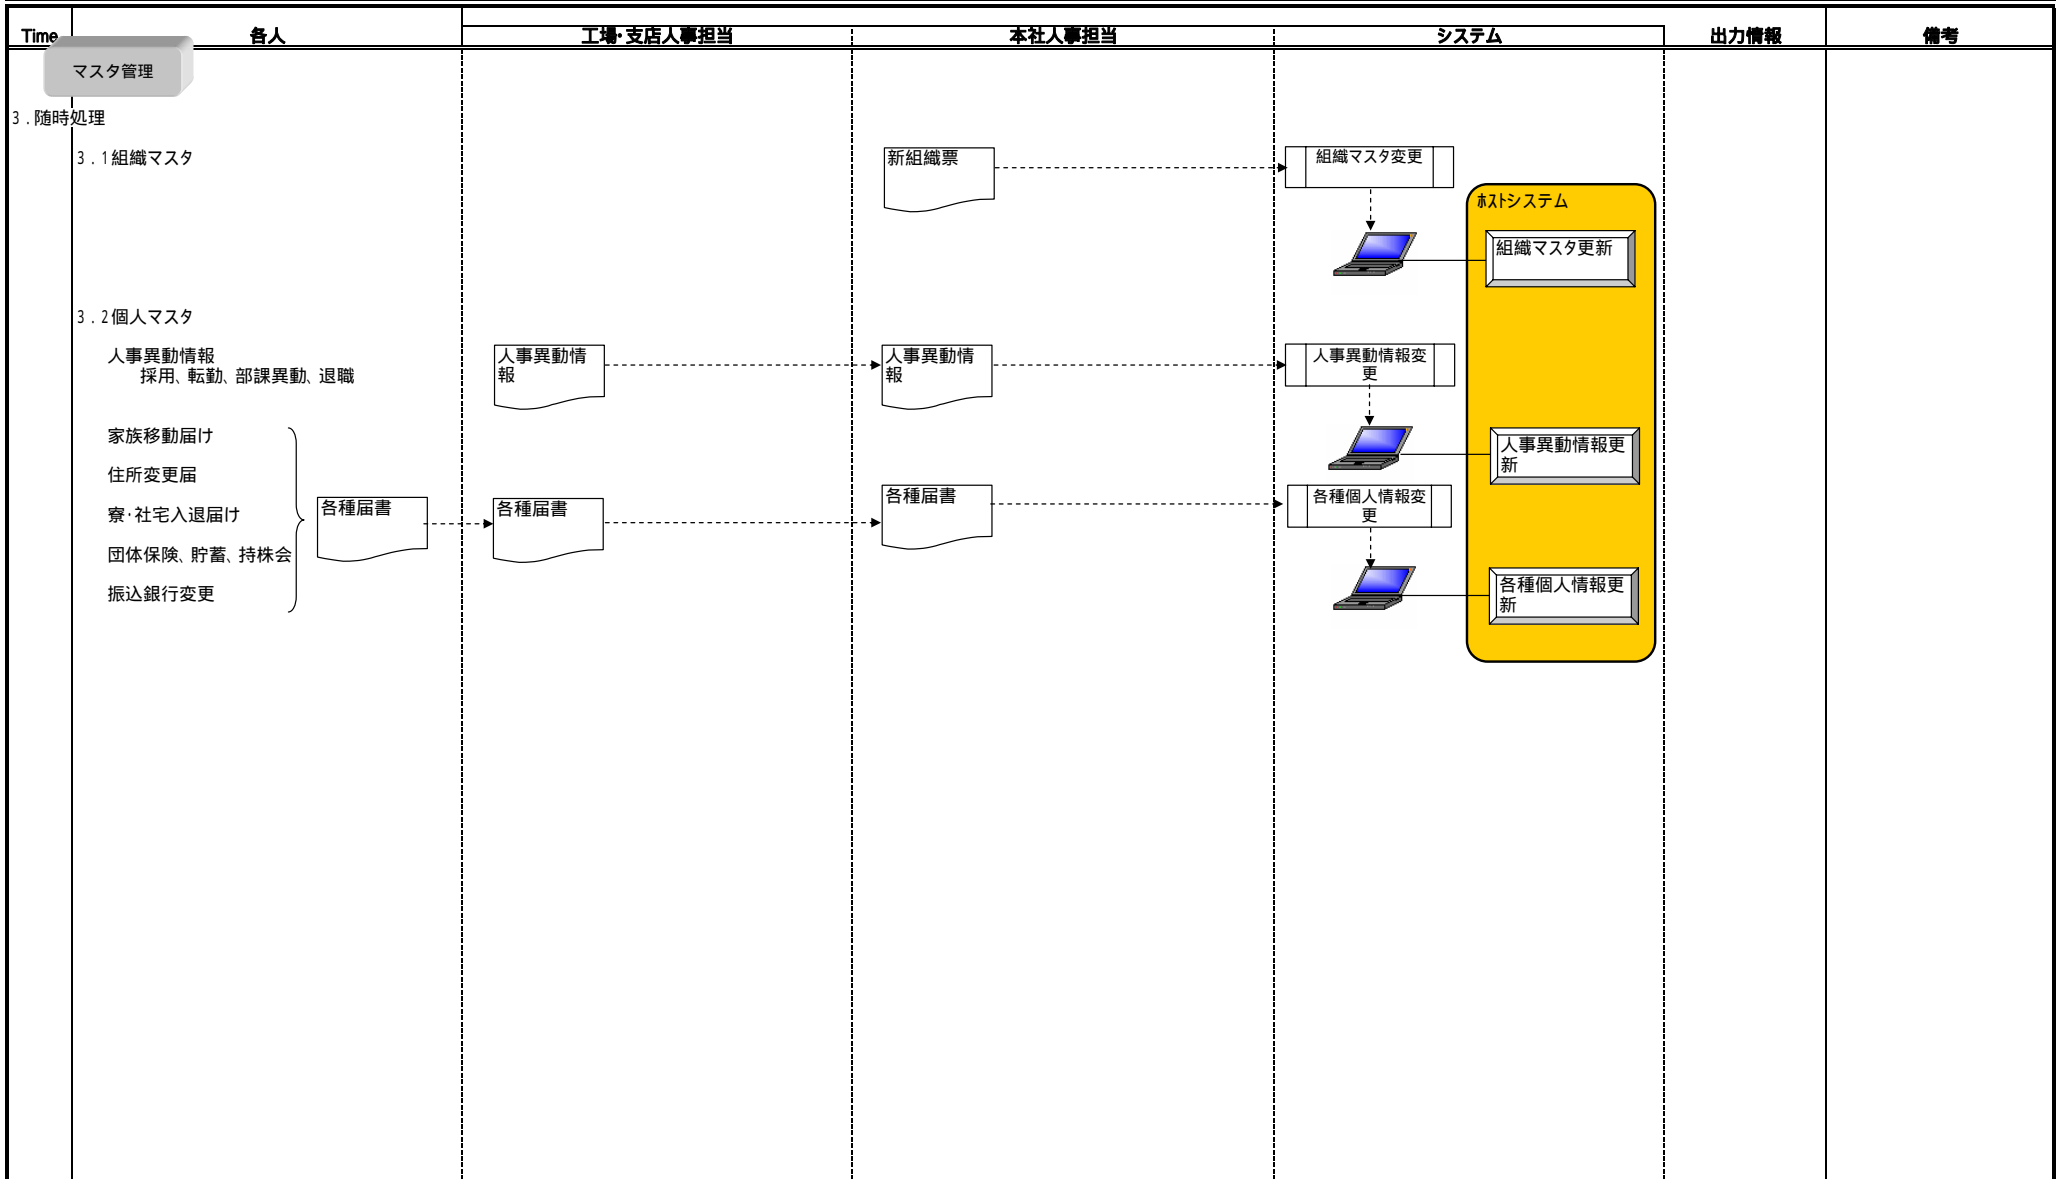 Time
各人
工場・支店人事担当
本社人事担当
システム
出力情報
備考
マスタ管理
3．随時処理
3．1組織マスタ
新組織票
組織マスタ変更
ﾎｽﾄシステム
組織マスタ更新
3．2個人マスタ
人事異動情報
採用、転勤、部課異動、退職
人事異動情
報
人事異動情
報
人事異動情報変
更
人事異動情報更
新
家族移動届け
住所変更届
寮・社宅入退届け
団体保険、貯蓄、持株会
振込銀行変更
各種届書
各種届書
各種届書
各種個人情報変
更
各種個人情報更
新